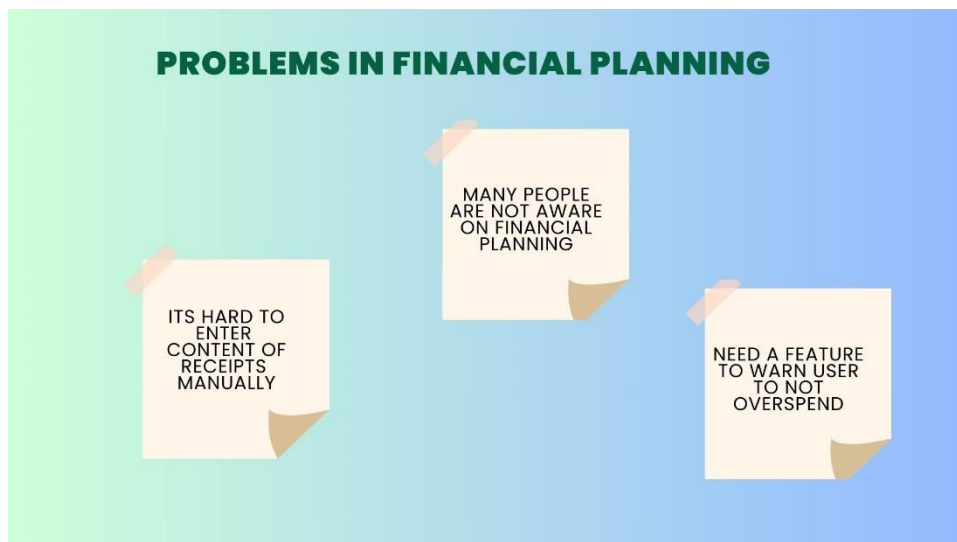 PROBLEMS IN FINANCIAL PLANNING
ITS HARD TO
ENTER
CONTENT OF
RECEIPTS
MANUALLY
MANY PEOPLE
ARE NOT AWARE
ON FINANCIAL
PLANNING
NEED A FEATURE
TO WARN USER
TO NOT
OVERSPEND